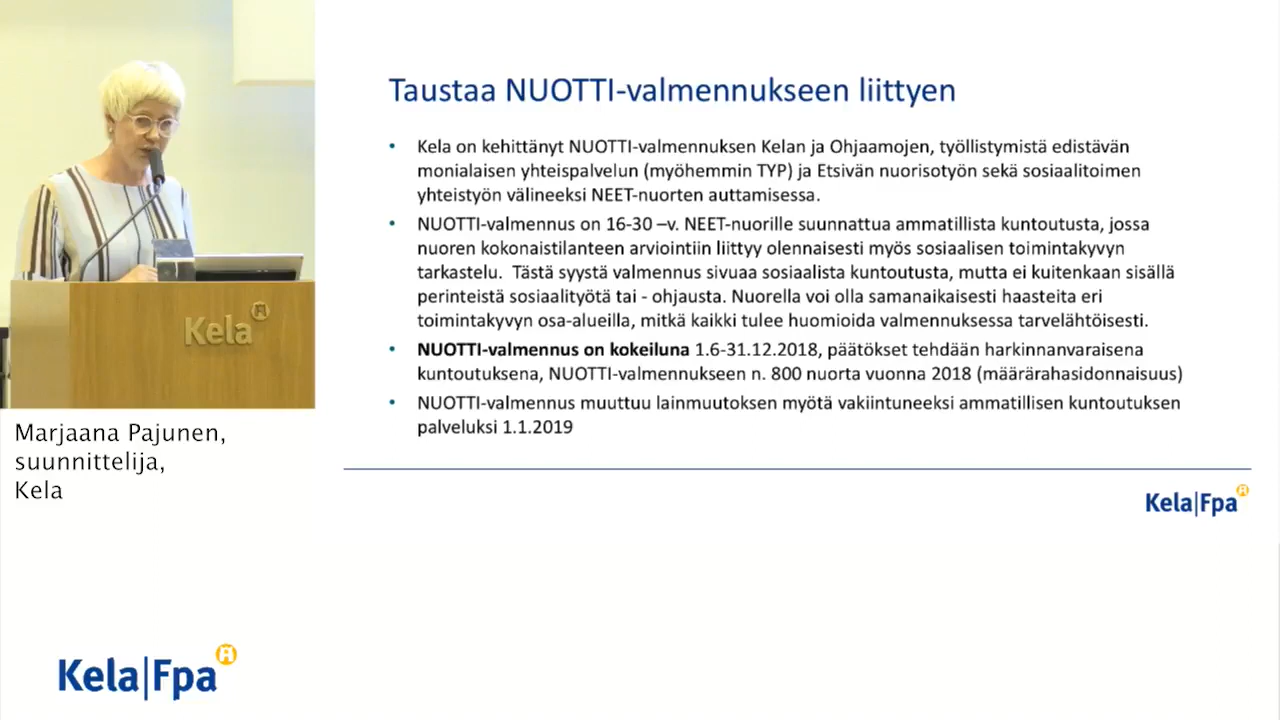 Taustaa NUOTTI-valmennukseen liittyen
• Kela on kehittänyt NUOTTI-valmennuksen Kelan ja Ohjaamojen, työllistymistä edistävän
monialaisen yhteispalvelun (myöhemmin TYP) ja Etsivän nuorisotyön sekä sosiaalitoimen
yhteistyön välineeksi NEET-nuorten auttamisessa.
• NUOTTI-valmennus on 16-30 –v. NEET-nuorille suunnattua ammatillista kuntoutusta, jossa
nuoren kokonaistilanteen arviointiin liittyy olennaisesti myös sosiaalisen toimintakyvyn
tarkastelu. Tästä syystä valmennus sivuaa sosiaalista kuntoutusta, mutta ei kuitenkaan sisällä
perinteistä sosiaalityötä tai - ohjausta. Nuorella voi olla samanaikaisesti haasteita eri
toimintakyvyn osa-alueilla, mitkä kaikki tulee huomioida valmennuksessa tarvelähtöisesti.
• NUOTTI-valmennus on kokeiluna 1.6-31.12.2018, päätökset tehdään harkinnanvaraisena
kuntoutuksena, NUOTTI-valmennukseen n. 800 nuorta vuonna 2018 (määrärahasidonnaisuus)
• NUOTTI-valmennus muuttuu lainmuutoksen myötä vakiintuneeksi ammatillisen kuntoutuksen
palveluksi 1.1.2019
Kela|Fpa
Kela
Marjaana Pajunen,
suunnittelija,
Kela
Kela|Fpa